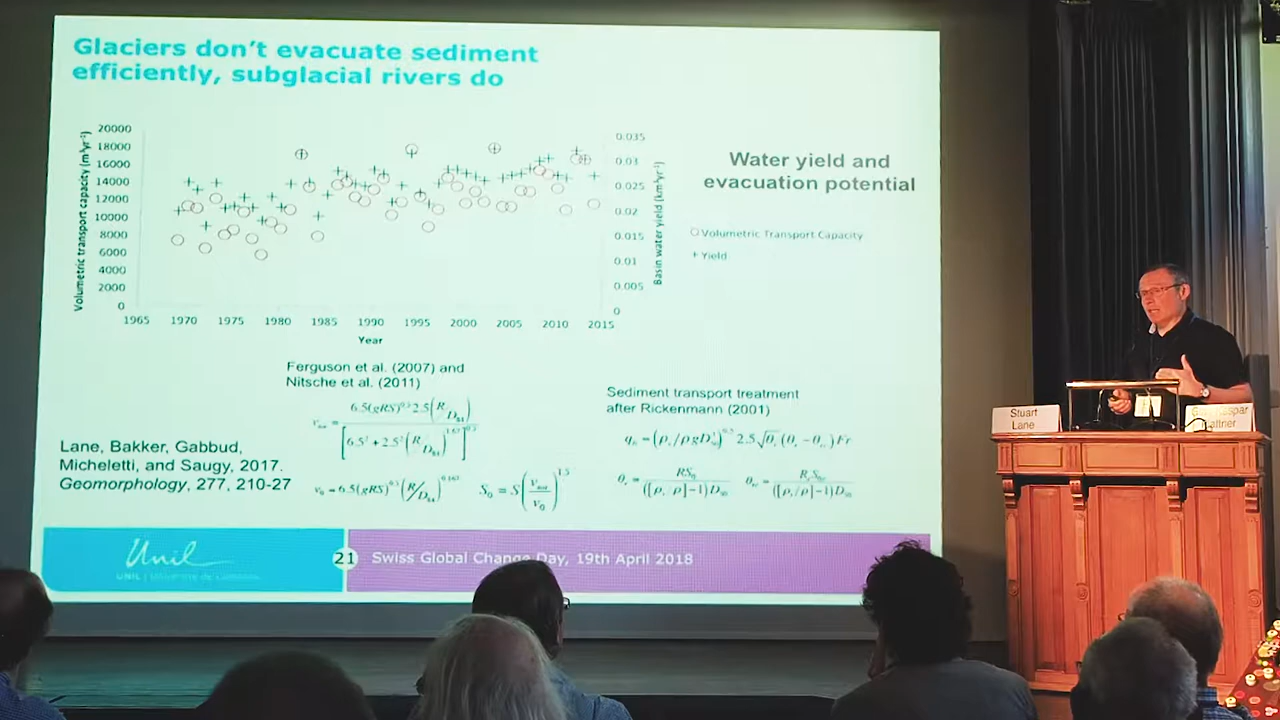 Glaciers don't evacuate sediment
efficiently, subglacial rivers do
Volumetric transport capacity (m³yr⁻¹)
20000
18000
16000
14000
12000
10000
8000
6000
4000
2000
0
1965 1970 1975 1980 1985 1990 1995 2000 2005 2010 2015
Year
0.035
0.03
0.025
0.02
0.015
0.01
0.005
0
Basin water yield (km³yr⁻¹)
Water yield and
evacuation potential
Volumetric Transport Capacity
+ Yield
Ferguson et al. (2007) and
Nitsche et al. (2011)
Sediment transport treatment
after Rickenmann (2001)
Lane, Bakker, Gabbud,
Micheletti, and Saugy, 2017.
Geomorphology, 277, 210-27
Unil
UNIL | Université de Lausanne
21
Swiss Global Change Day, 19th April 2018
Stuart
Lane